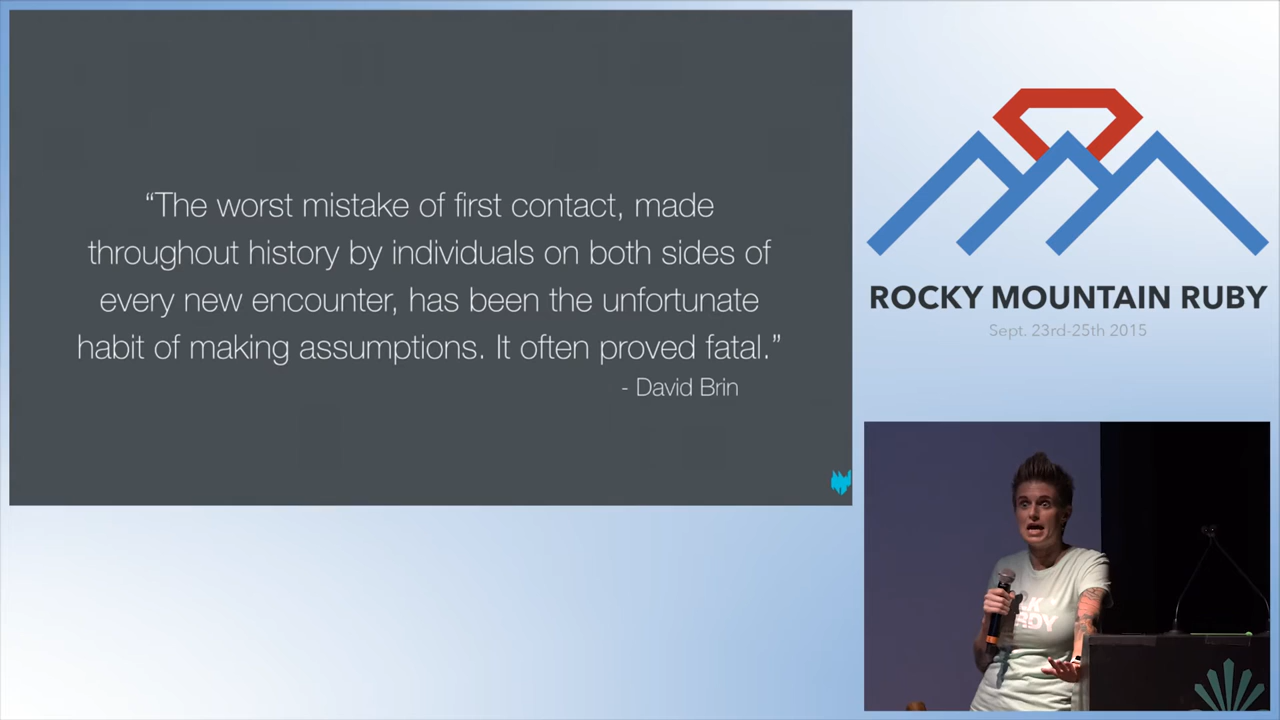 “The worst mistake of first contact, made
throughout history by individuals on both sides of
every new encounter, has been the unfortunate
habit of making assumptions. It often proved fatal.”
- David Brin
ROCKY MOUNTAIN RUBY
Sept. 23rd-25th 2015